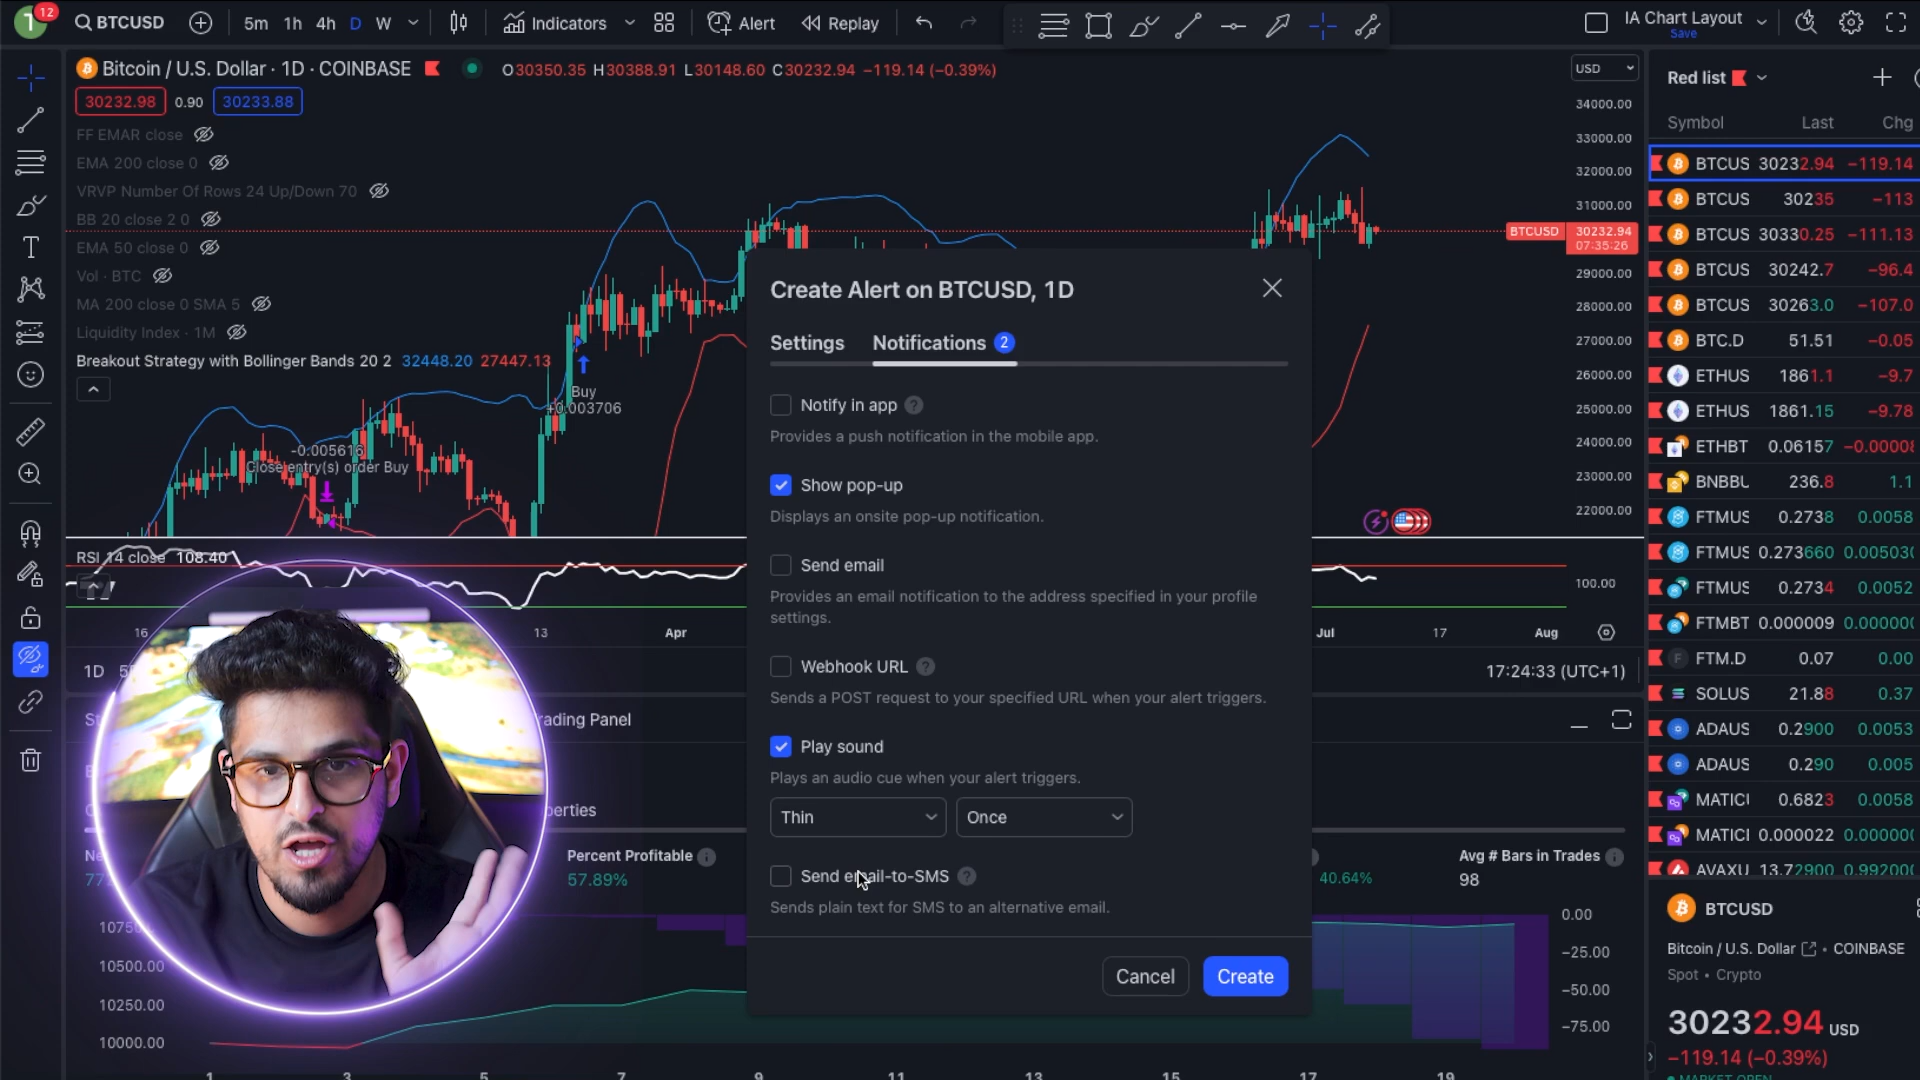 12
BTCUSD
5m 1h 4h D W
Indicators
Alert
Replay
IA Chart Layout
Save
Bitcoin / U.S. Dollar · 1D · COINBASE
O30350.35 H30388.91 L30148.60 C30232.94 −119.14 (−0.39%)
30232.98 0.90 30233.88
FF EMAR close
EMA 200 close 0
VRVP Number Of Rows 24 Up/Down 70
BB 20 close 2 0
EMA 50 close 0
Vol · BTC
MA 200 close 0 SMA 5
Liquidity Index · 1M
Breakout Strategy with Bollinger Bands 20 2 32448.20 27447.13
Buy
+0.003706
-0.005616
Close entry(s) order Buy
USD
34000.00
33000.00
32000.00
31000.00
BTCUSD 30232.94
07:35:26
29000.00
28000.00
27000.00
26000.00
25000.00
24000.00
23000.00
22000.00
RSI 14 close 108.40
100.00
16 13 Apr Jul 17 Aug
1D
17:24:33 (UTC+1)
Create Alert on BTCUSD, 1D
Settings
Notifications 2
Notify in app
Provides a push notification in the mobile app.
Show pop-up
Displays an onsite pop-up notification.
Send email
Provides an email notification to the address specified in your profile
settings.
Webhook URL
Sends a POST request to your specified URL when your alert triggers.
Play sound
Plays an audio cue when your alert triggers.
Thin
Once
Send email-to-SMS
Sends plain text for SMS to an alternative email.
Cancel
Create
Percent Profitable
57.89%
40.64%
Avg # Bars in Trades
98
10500.00
10250.00
10000.00
0.00
−25.00
−50.00
−75.00
1 3 5 7 9 11 13 15 17 19
Red list
Symbol Last Chg
BTCUS 30232.94 −119.14
BTCUS 30235 −113
BTCUS 30330.25 −111.13
BTCUS 30242.7 −96.4
BTCUS 30263.0 −107.0
BTC.D 51.51 −0.05
ETHUS 1861.1 −9.7
ETHUS 1861.15 −9.78
ETHBT 0.06157 −0.00008
BNBBU 236.8 1.1
FTMUS 0.2738 0.0058
FTMUS 0.273660 0.00503
FTMUS 0.2734 0.0052
FTMBT 0.000009 0.00000
FTM.D 0.07 0.00
SOLUS 21.88 0.37
ADAUS 0.2900 0.0053
ADAUS 0.290 0.005
MATICU 0.6823 0.0058
MATICI 0.000022 0.00000
AVAXU 13.72900 0.99200
BTCUSD
Bitcoin / U.S. Dollar • COINBASE
Spot • Crypto
30232.94 USD
−119.14 (−0.39%)
MARKET OPEN